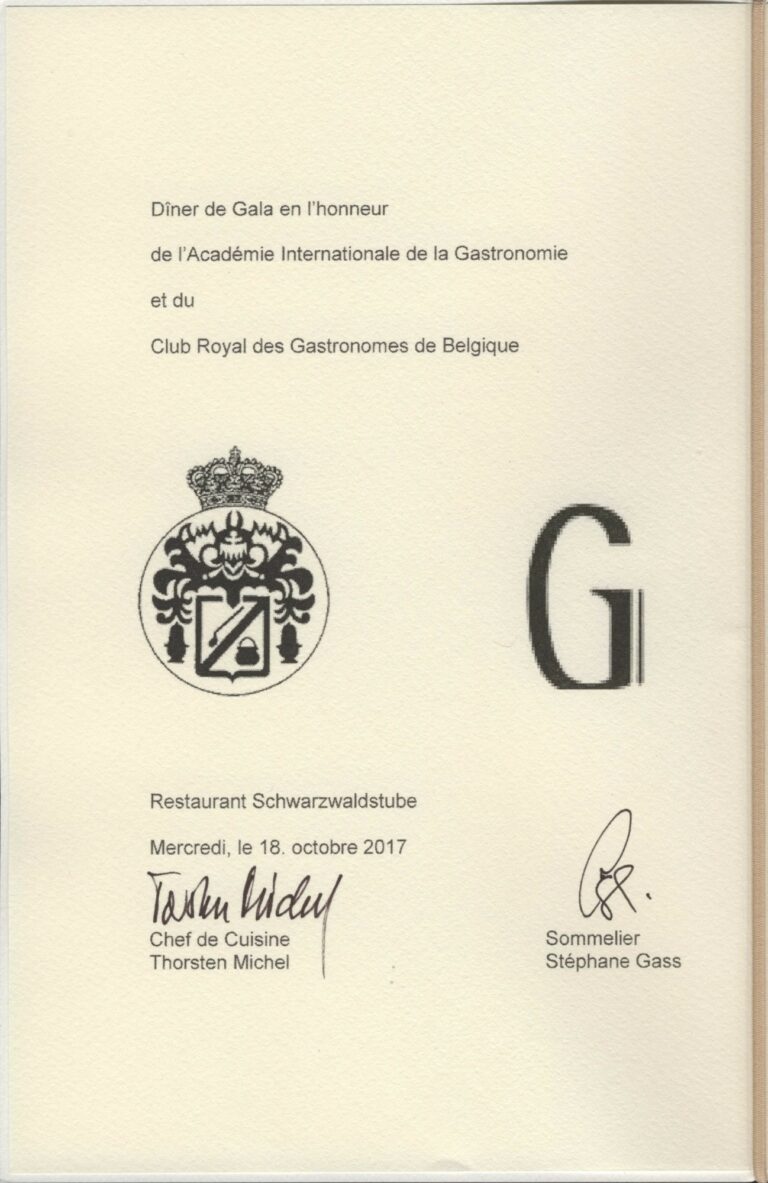 Dîner de Gala en l'honneur
de l'Académie Internationale de la Gastronomie
et du
Club Royal des Gastronomes de Belgique
G
Restaurant Schwarzwaldstube
Mercredi, le 18. octobre 2017
Chef de Cuisine
Thorsten Michel
Sommelier
Stéphane Gass